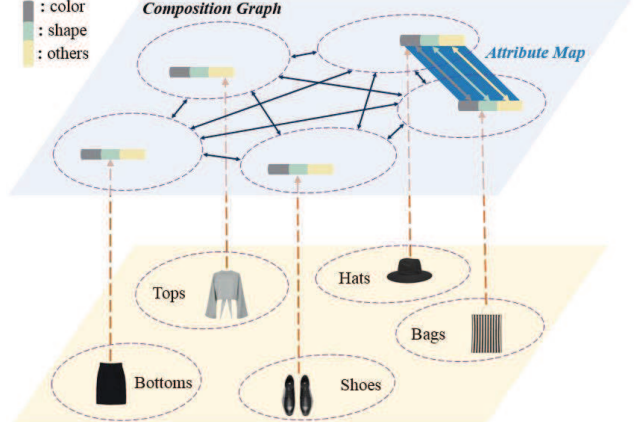 Composition Graph
: color
: shape
: others
Attribute Map
Tops
Hats
Bags
Bottoms
Shoes